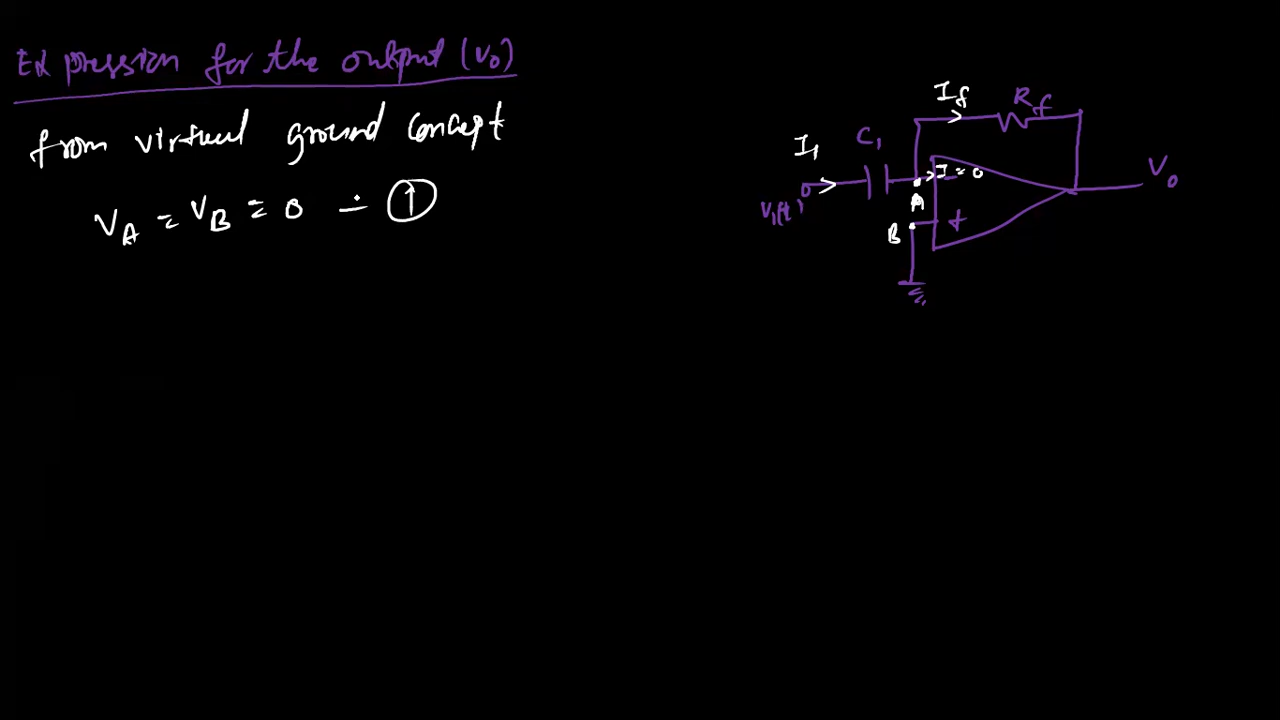 Expression for the output (V0)
from virtual ground concept
VA = VB = 0 ÷ 1
If
Rf
C1
I1
V0
I = 0
V1(t)
A
B
+